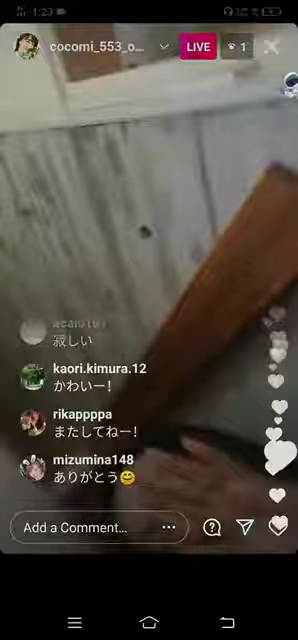 1:23
cocomi_553_o...
LIVE
1
寂しい
kaori.kimura.12
かわいー!
rikappppa
またしてねー!
mizumina148
ありがとう😊
Add a Comment...